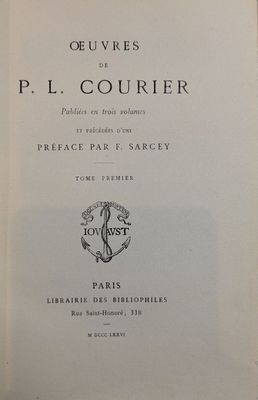 ŒUVRES
DE
P. L. COURIER
Publiées en trois volumes
ET PRÉCÉDÉES D'UNE
PRÉFACE PAR F. SARCEY
TOME PREMIER
IOVAVST
PARIS
LIBRAIRIE DES BIBLIOPHILES
Rue Saint-Honoré, 338
M DCCC LXXVI